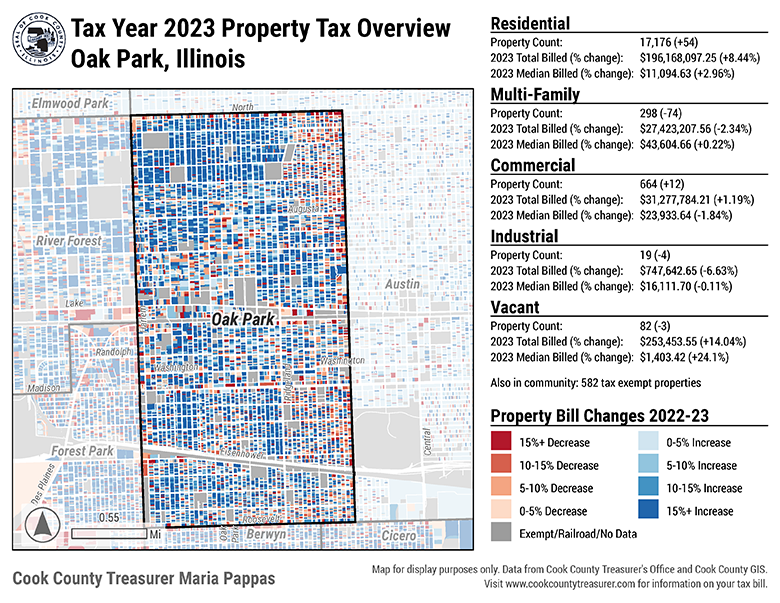 Tax Year 2023 Property Tax Overview
Oak Park, Illinois
SEAL OF COOK COUNTY
ILLINOIS
Elmwood Park
North
Augusta
River Forest
Austin
Lake
Oak Park
Randolph
Washington
Washington
Madison
Forest Park
Eisenhower
Central
Des Plaines
0.55
Mi
Roosevelt
Oak Park
Berwyn
Cicero
Residential
Property Count: 17,176 (+54)
2023 Total Billed (% change): $196,168,097.25 (+8.44%)
2023 Median Billed (% change): $11,094.63 (+2.96%)
Multi-Family
Property Count: 298 (-74)
2023 Total Billed (% change): $27,423,207.56 (-2.34%)
2023 Median Billed (% change): $43,604.66 (+0.22%)
Commercial
Property Count: 664 (+12)
2023 Total Billed (% change): $31,277,784.21 (+1.19%)
2023 Median Billed (% change): $23,933.64 (-1.84%)
Industrial
Property Count: 19 (-4)
2023 Total Billed (% change): $747,642.65 (-6.63%)
2023 Median Billed (% change): $16,111.70 (-0.11%)
Vacant
Property Count: 82 (-3)
2023 Total Billed (% change): $253,453.55 (+14.04%)
2023 Median Billed (% change): $1,403.42 (+24.1%)
Also in community: 582 tax exempt properties
Property Bill Changes 2022-23
15%+ Decrease
10-15% Decrease
5-10% Decrease
0-5% Decrease
Exempt/Railroad/No Data
0-5% Increase
5-10% Increase
10-15% Increase
15%+ Increase
Cook County Treasurer Maria Pappas
Map for display purposes only. Data from Cook County Treasurer's Office and Cook County GIS.
Visit www.cookcountytreasurer.com for information on your tax bill.